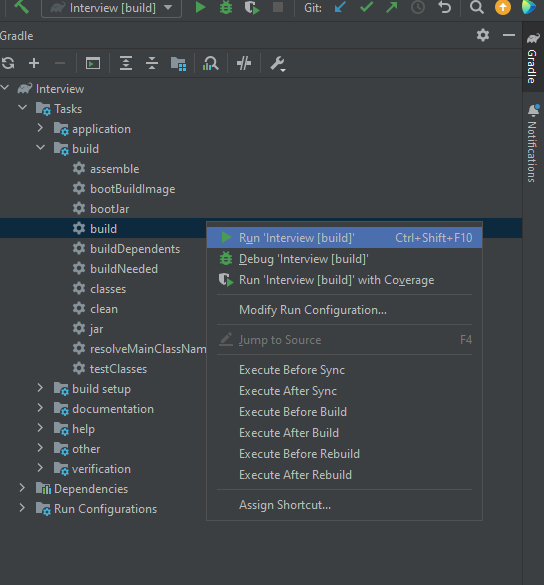 Interview [build]
Git:
Gradle
Interview
Tasks
application
build
assemble
bootBuildImage
bootJar
build
buildDependents
buildNeeded
classes
clean
jar
resolveMainClassNam
testClasses
build setup
documentation
help
other
verification
Dependencies
Run Configurations
Run 'Interview [build]' Ctrl+Shift+F10
Debug 'Interview [build]'
Run 'Interview [build]' with Coverage
Modify Run Configuration...
Jump to Source F4
Execute Before Sync
Execute After Sync
Execute Before Build
Execute After Build
Execute Before Rebuild
Execute After Rebuild
Assign Shortcut...
Gradle
Notifications